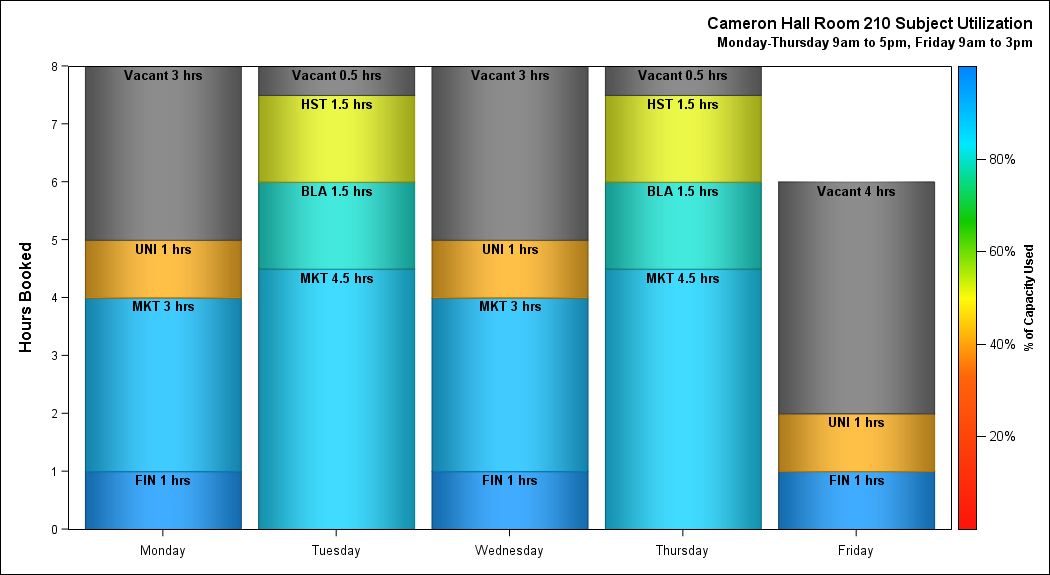 Cameron Hall Room 210 Subject Utilization
Monday-Thursday 9am to 5pm, Friday 9am to 3pm
Hours Booked
8
7
6
5
4
3
2
1
0
Vacant 3 hrs
UNI 1 hrs
MKT 3 hrs
FIN 1 hrs
Vacant 0.5 hrs
HST 1.5 hrs
BLA 1.5 hrs
MKT 4.5 hrs
Vacant 3 hrs
UNI 1 hrs
MKT 3 hrs
FIN 1 hrs
Vacant 0.5 hrs
HST 1.5 hrs
BLA 1.5 hrs
MKT 4.5 hrs
Vacant 4 hrs
UNI 1 hrs
FIN 1 hrs
Monday
Tuesday
Wednesday
Thursday
Friday
80%
60%
40%
20%
% of Capacity Used